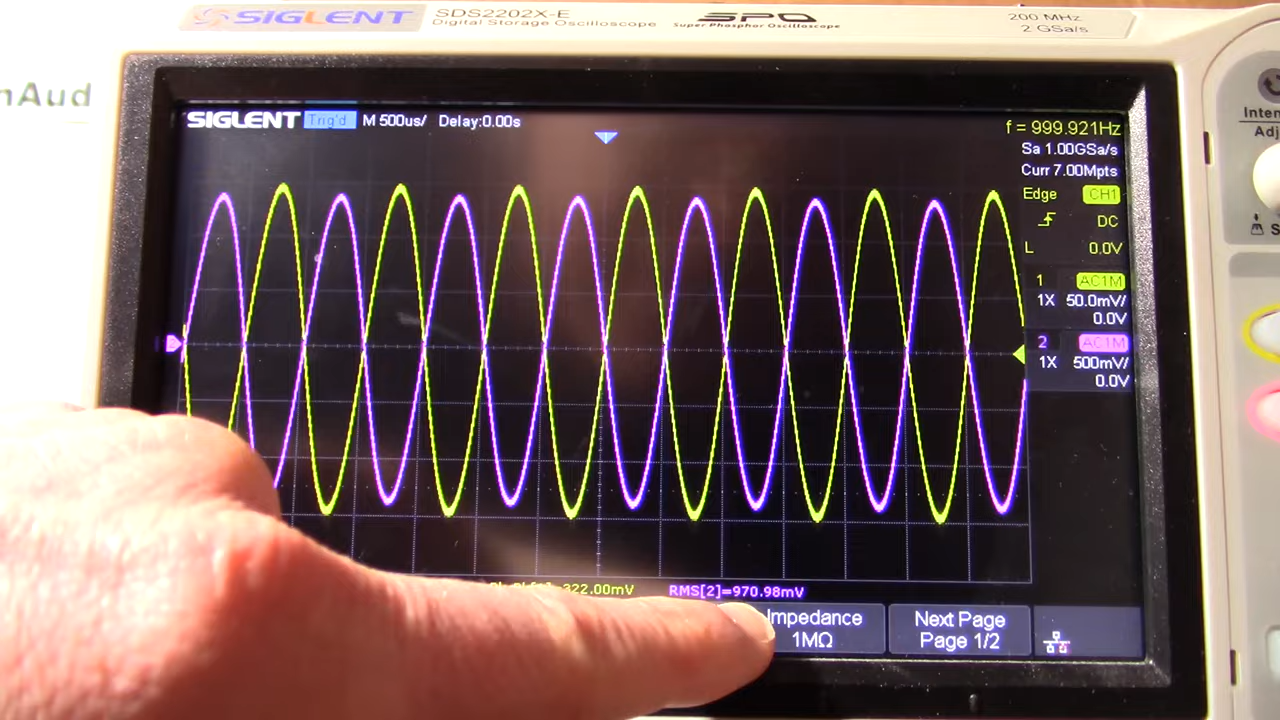 SIGLENT SDS2202X-E
Digital Storage Oscilloscope
SPO
Super Phosphor Oscilloscope
200 MHz
2 GSa/s
nAud
SIGLENT Trig'd M 500us/ Delay:0.00s
f = 999.921Hz
Sa 1.00GSa/s
Curr 7.00Mpts
Edge CH1
DC
L 0.0V
1 AC1M
1X 50.0mV/
0.0V
2 AC1M
1X 500mV/
0.0V
2
322.00mV RMS[2]=970.98mV
Impedance
1MΩ
Next Page
Page 1/2
Inten
Adj
S